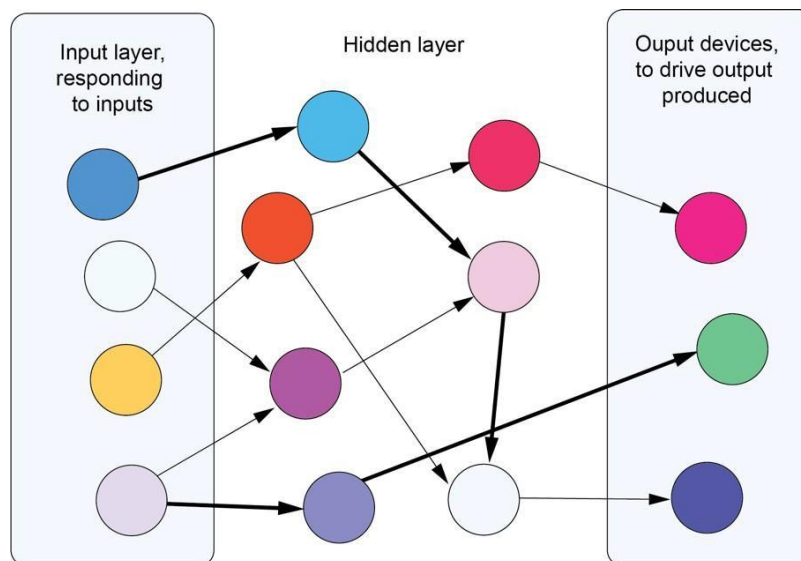 Input layer,
responding
to inputs
Hidden layer
Ouput devices,
to drive output
produced